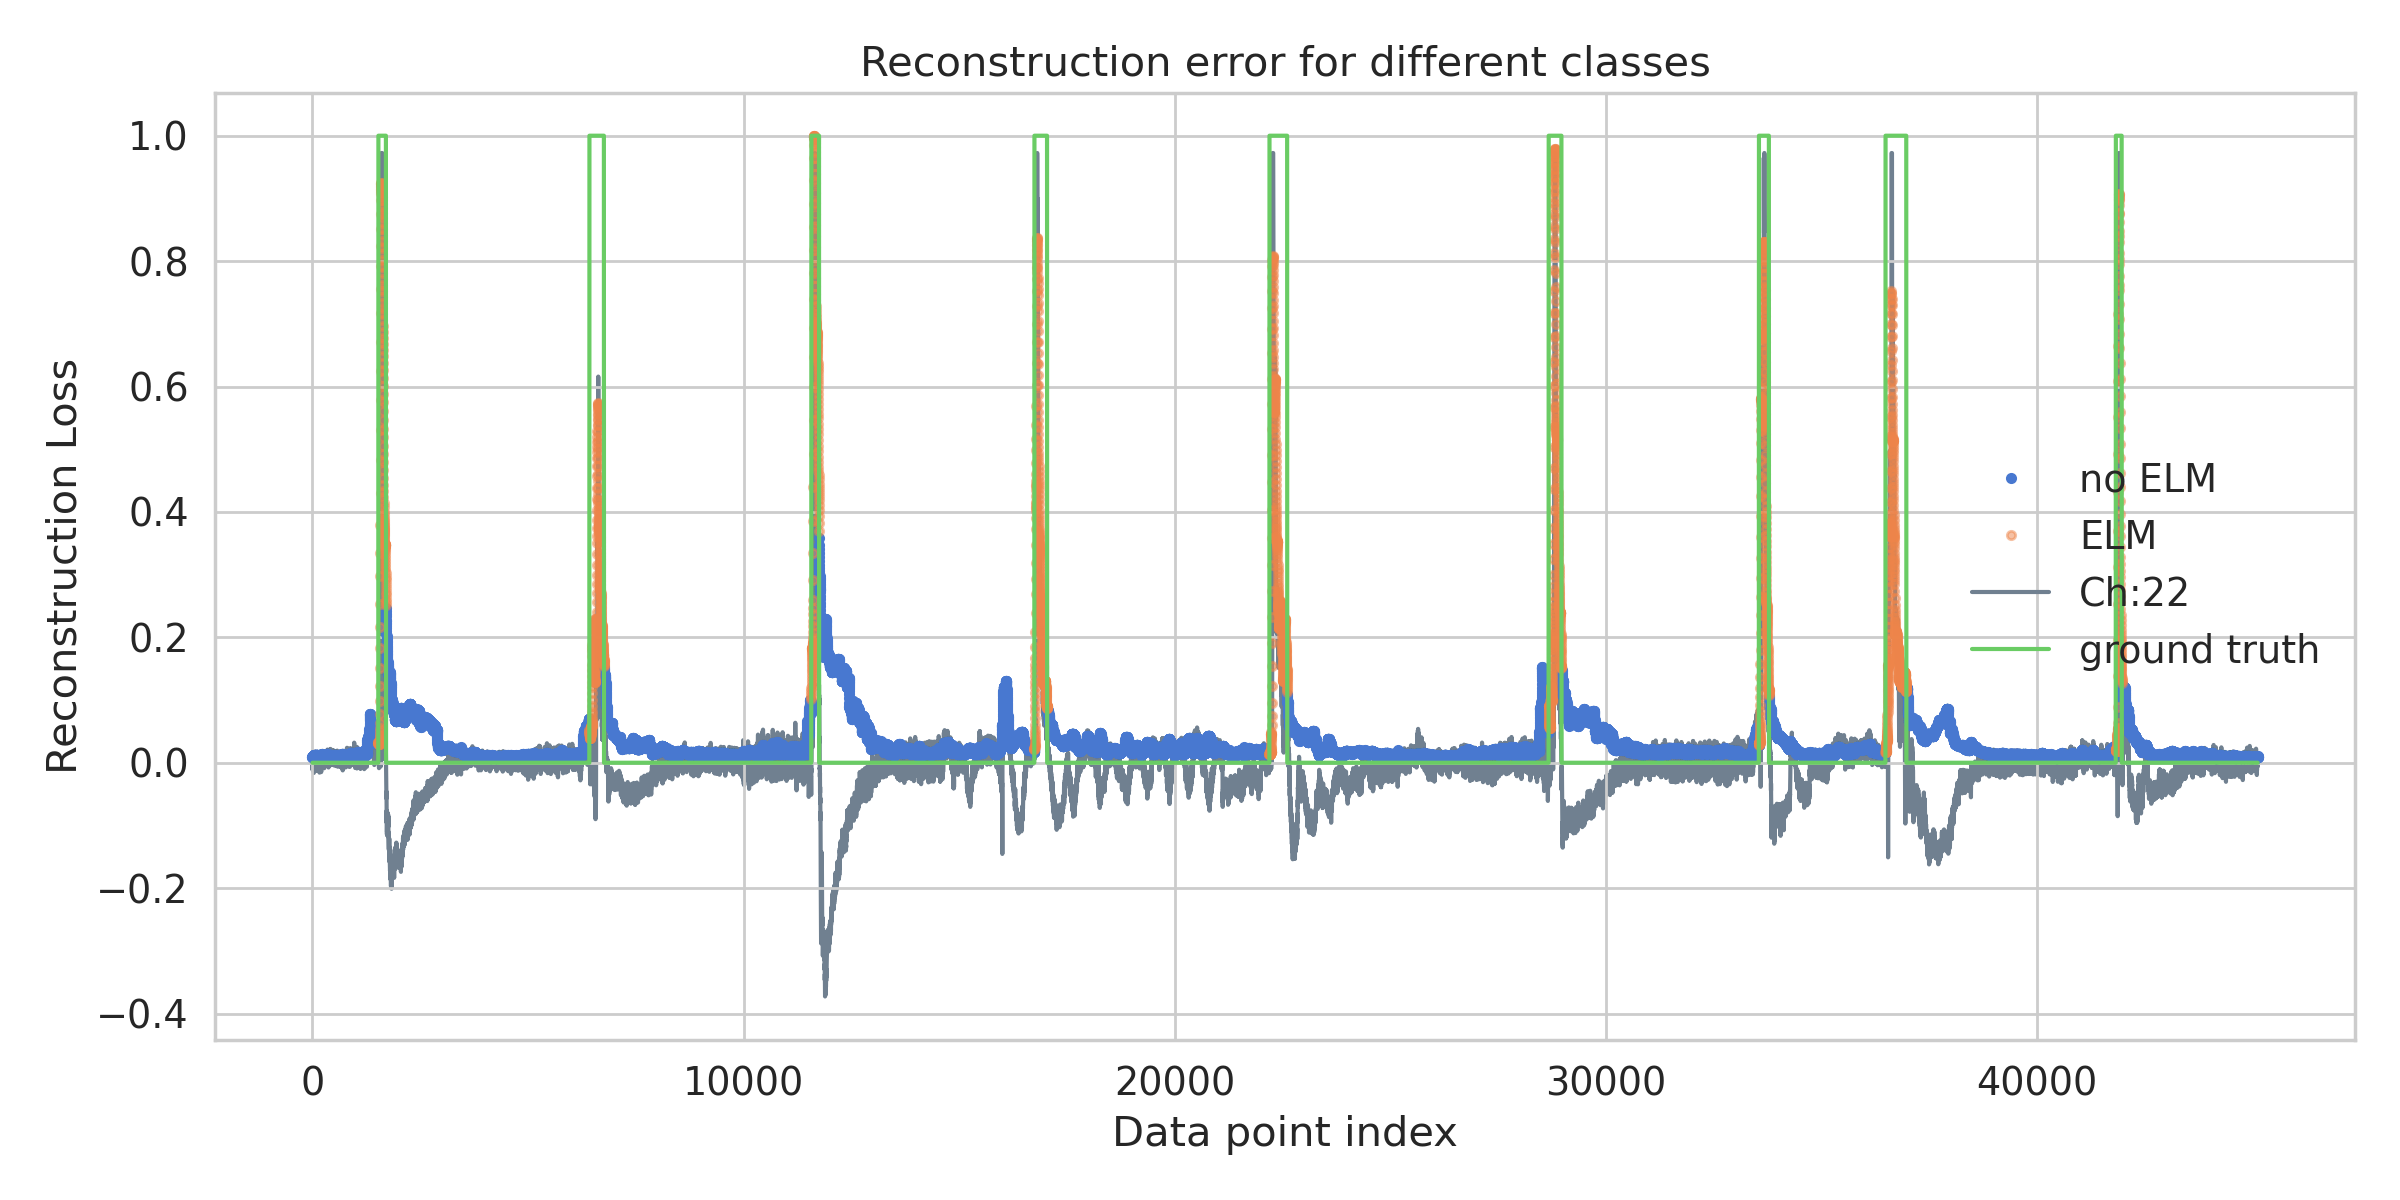 Reconstruction error for different classes
Reconstruction Loss
1.0
0.8
0.6
0.4
0.2
0.0
−0.2
−0.4
no ELM
ELM
Ch:22
ground truth
0 10000 20000 30000 40000
Data point index